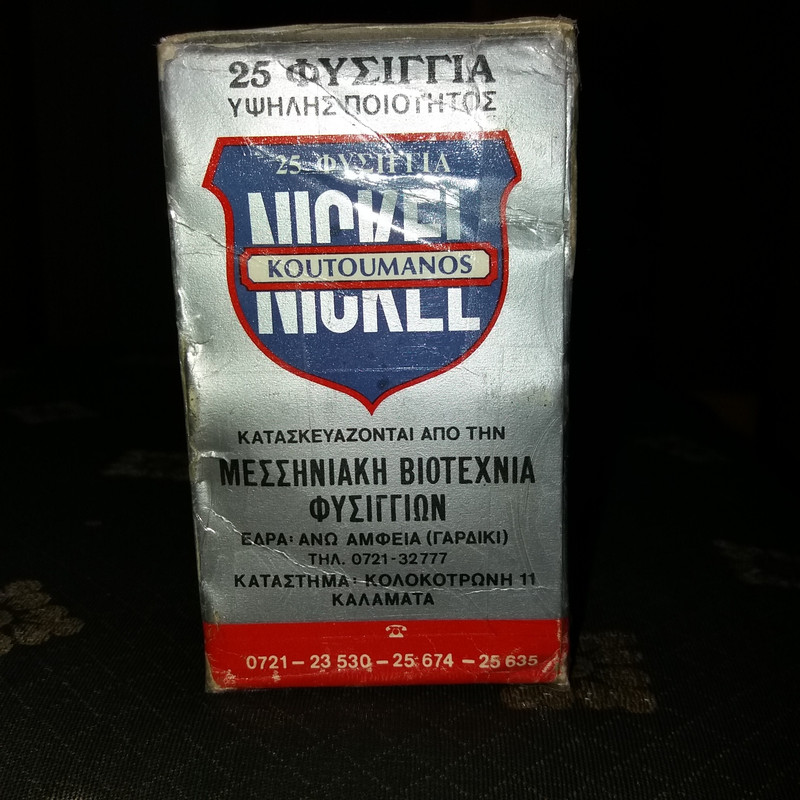 25 ΦΥΣΙΓΓΙΑ
ΥΨΗΛΗΣ ΠΟΙΟΤΗΤΟΣ
25 ΦΥΣΙΓΓΙΑ
NICKEL
KOUTOUMANOS
NICKEL
ΚΑΤΑΣΚΕΥΑΖΟΝΤΑΙ ΑΠΟ ΤΗΝ
ΜΕΣΣΗΝΙΑΚΗ ΒΙΟΤΕΧΝΙΑ
ΦΥΣΙΓΓΙΩΝ
ΕΔΡΑ: ΑΝΩ ΑΜΦΕΙΑ (ΓΑΡΔΙΚΙ)
ΤΗΛ. 0721-32777
ΚΑΤΑΣΤΗΜΑ: ΚΟΛΟΚΟΤΡΩΝΗ 11
ΚΑΛΑΜΑΤΑ
0721 – 23 530 – 25 674 – 25 635